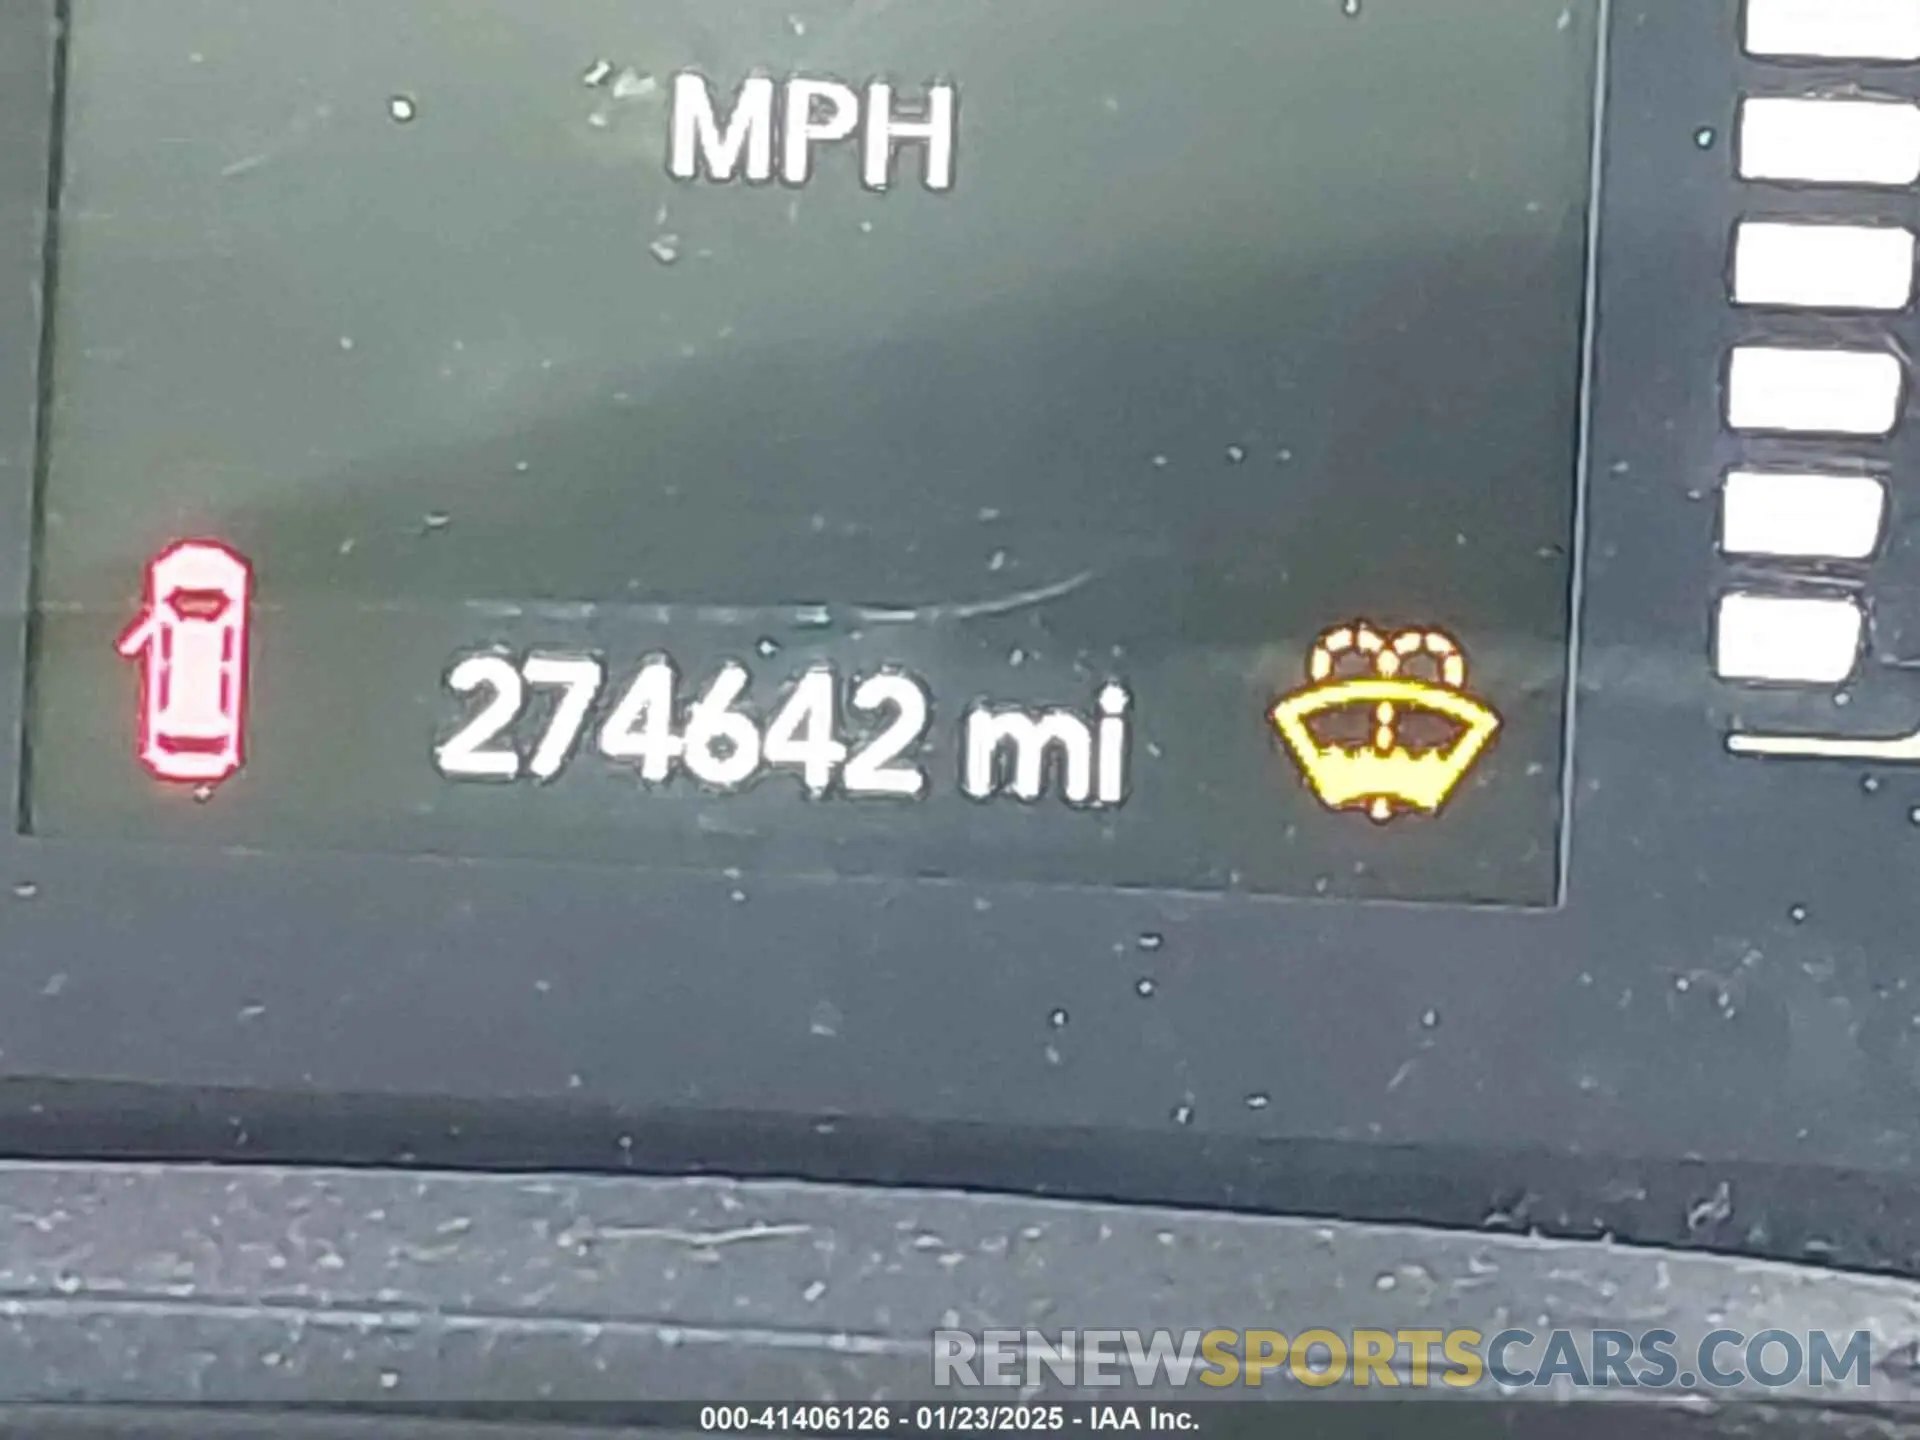 MPH
274642 mi
RENEWSPORTSCARS.COM
000-41406126 - 01/23/2025 - IAA Inc.